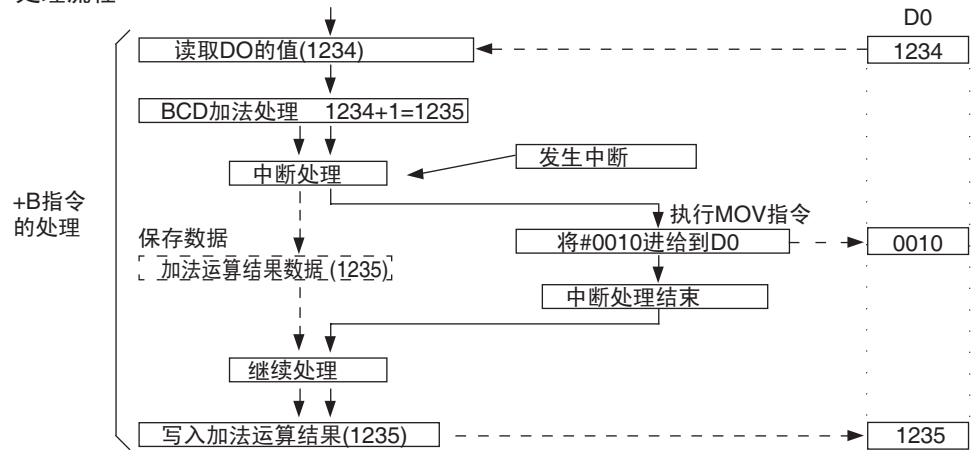 处理流程
D0
读取DO的值(1234)
1234
BCD加法处理 1234+1=1235
发生中断
中断处理
+B指令
的处理
执行MOV指令
保存数据
将#0010进给到D0
0010
加法运算结果数据 (1235)
中断处理结束
继续处理
写入加法运算结果(1235)
1235